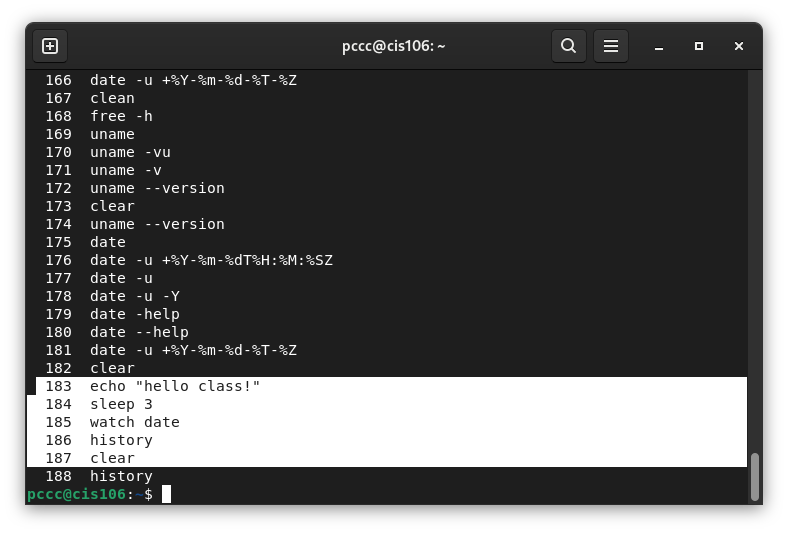 pccc@cis106: ~
166 date -u +%Y-%m-%d-%T-%Z
167 clean
168 free -h
169 uname
170 uname -vu
171 uname -v
172 uname --version
173 clear
174 uname --version
175 date
176 date -u +%Y-%m-%dT%H:%M:%SZ
177 date -u
178 date -u -Y
179 date -help
180 date --help
181 date -u +%Y-%m-%d-%T-%Z
182 clear
183 echo "hello class!"
184 sleep 3
185 watch date
186 history
187 clear
188 history
pccc@cis106:~$